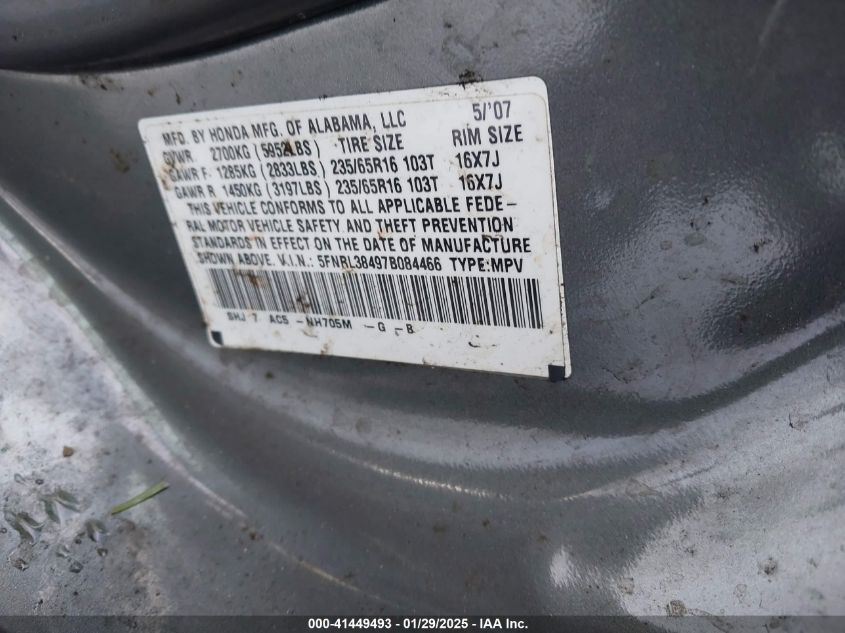 MFD. BY HONDA MFG. OF ALABAMA, LLC 5/'07
GVWR. 2700KG (5952LBS) TIRE SIZE RIM SIZE
GAWR F. 1285KG (2833LBS) 235/65R16 103T 16X7J
GAWR R. 1450KG (3197LBS) 235/65R16 103T 16X7J
THIS VEHICLE CONFORMS TO ALL APPLICABLE FEDE-
RAL MOTOR VEHICLE SAFETY AND THEFT PREVENTION
STANDARDS IN EFFECT ON THE DATE OF MANUFACTURE
SHOWN ABOVE. V.I.N.: 5FNRL38497B084466 TYPE:MPV
SHJ 7 AC5 -NH705M -G -B
000-41449493 - 01/29/2025 - IAA Inc.